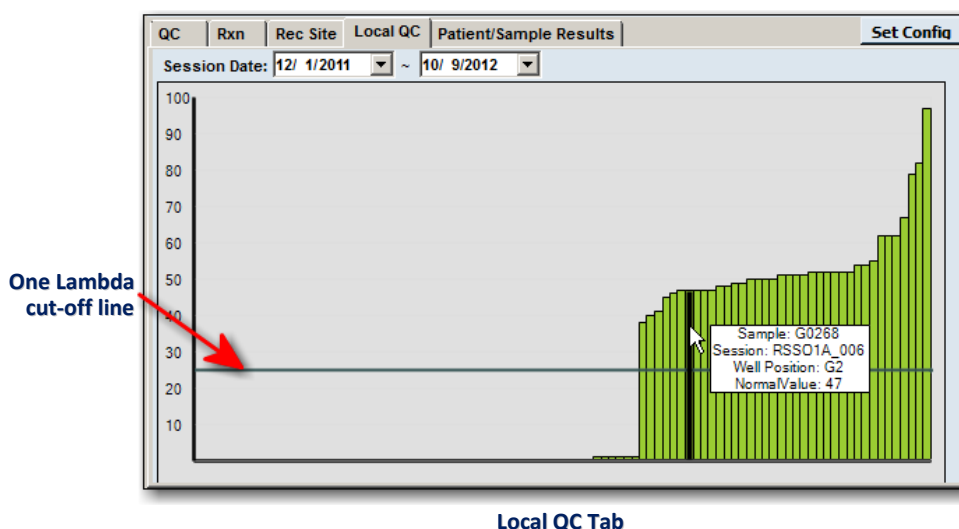 QC Rxn Rec Site Local QC Patient/Sample Results Set Config
Session Date: 12/ 1/2011 ~ 10/ 9/2012
100
90
80
70
60
50
40
30
20
10
One Lambda
cut-off line
Sample: G0268
Session: RSSO1A_006
Well Position: G2
NormalValue: 47
Local QC Tab